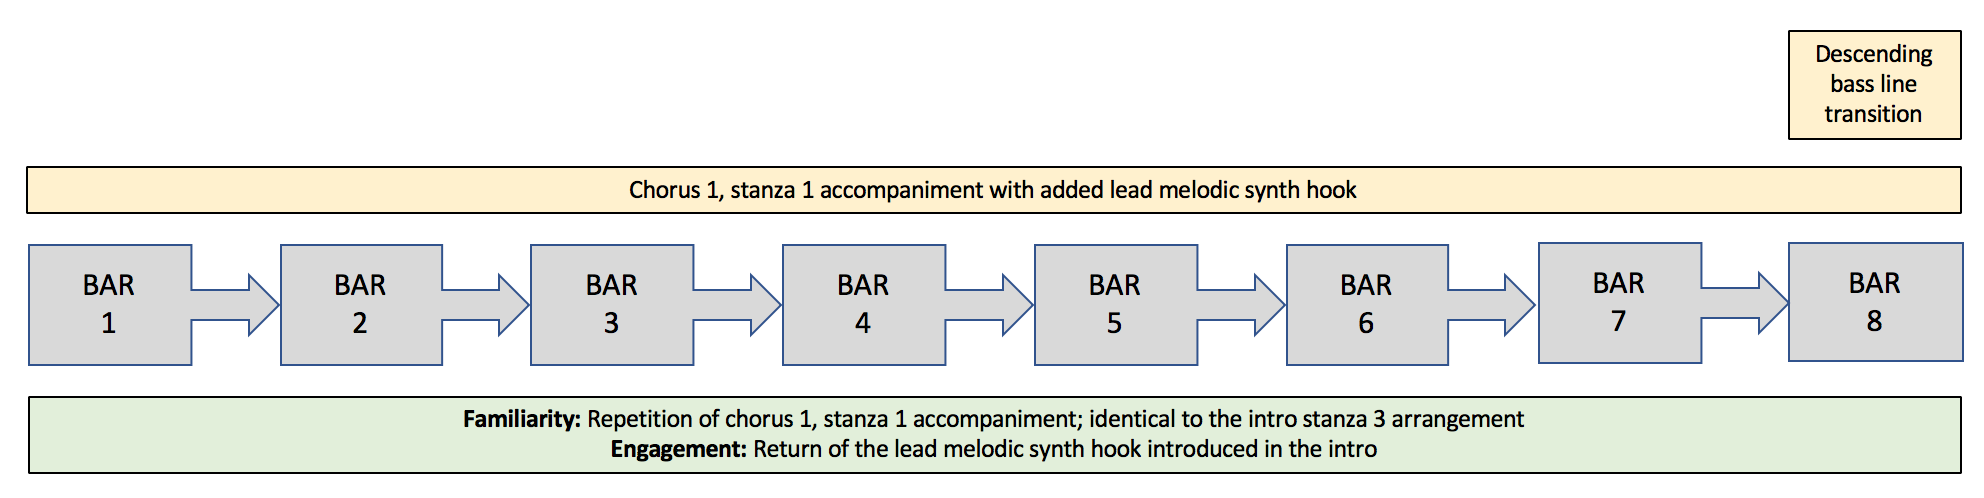 Descending
bass line
transition
Chorus 1, stanza 1 accompaniment with added lead melodic synth hook
BAR
1
BAR
2
BAR
3
BAR
4
BAR
5
BAR
6
BAR
7
BAR
8
Familiarity: Repetition of chorus 1, stanza 1 accompaniment; identical to the intro stanza 3 arrangement
Engagement: Return of the lead melodic synth hook introduced in the intro